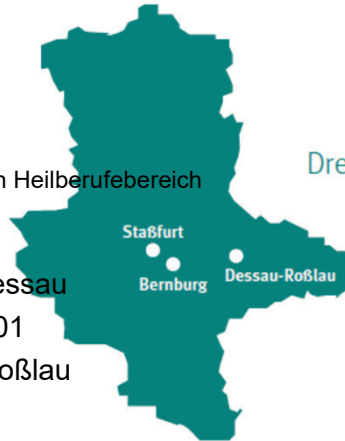 n Heilberufebereich
Dre
Staßfurt
Bernburg
Dessau-Roßlau
essau
01
oßlau